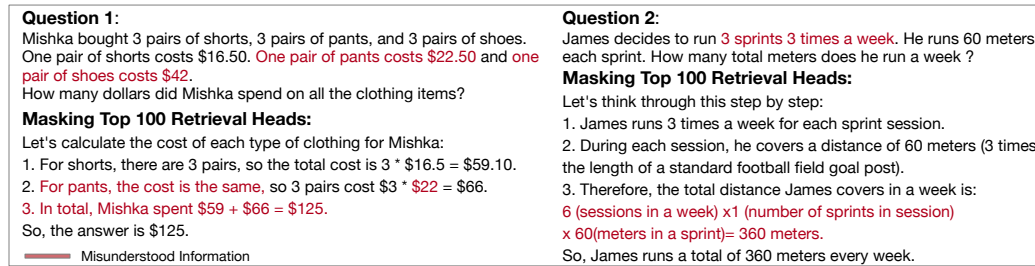 Question 1:
Mishka bought 3 pairs of shorts, 3 pairs of pants, and 3 pairs of shoes.
One pair of shorts costs $16.50. One pair of pants costs $22.50 and one
pair of shoes costs $42.
How many dollars did Mishka spend on all the clothing items?
Masking Top 100 Retrieval Heads:
Let's calculate the cost of each type of clothing for Mishka:
1. For shorts, there are 3 pairs, so the total cost is 3 * $16.5 = $59.10.
2. For pants, the cost is the same, so 3 pairs cost $3 * $22 = $66.
3. In total, Mishka spent $59 + $66 = $125.
So, the answer is $125.
Misunderstood Information
Question 2:
James decides to run 3 sprints 3 times a week. He runs 60 meters
each sprint. How many total meters does he run a week ?
Masking Top 100 Retrieval Heads:
Let's think through this step by step:
1. James runs 3 times a week for each sprint session.
2. During each session, he covers a distance of 60 meters (3 times
the length of a standard football field goal post).
3. Therefore, the total distance James covers in a week is:
6 (sessions in a week) x1 (number of sprints in session)
x 60(meters in a sprint)= 360 meters.
So, James runs a total of 360 meters every week.